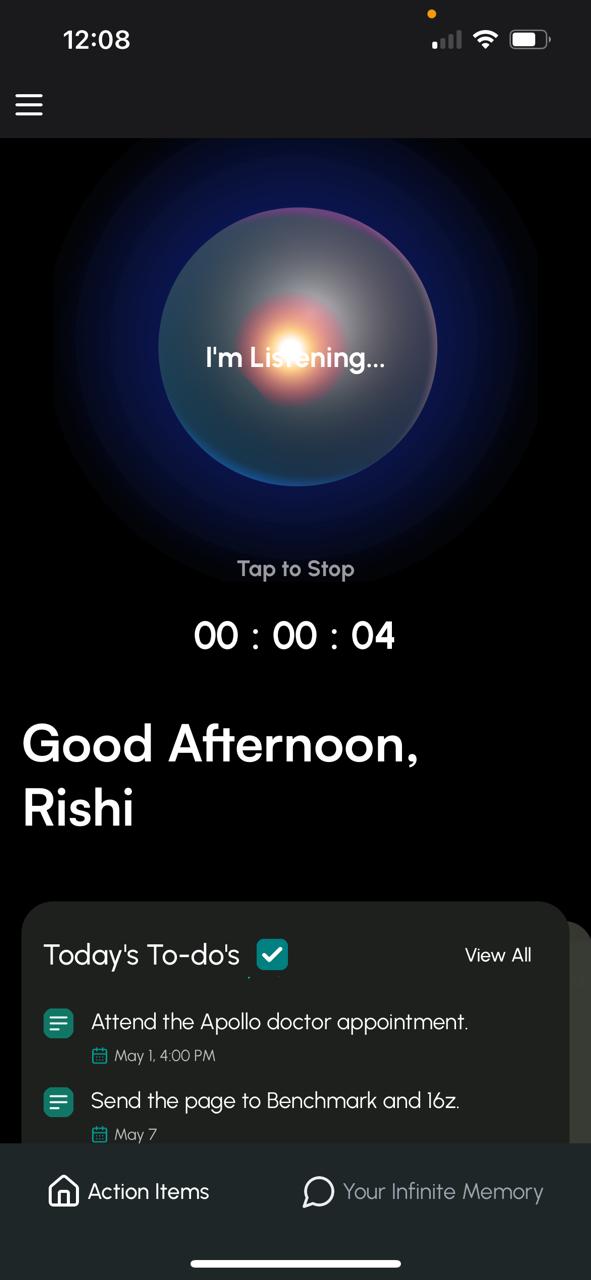 12:08
I'm Listening...
Tap to Stop
00 : 00 : 04
Good Afternoon,
Rishi
Today's To-do's
View All
Attend the Apollo doctor appointment.
May 1, 4:00 PM
Send the page to Benchmark and 16z.
May 7
Action Items
Your Infinite Memory